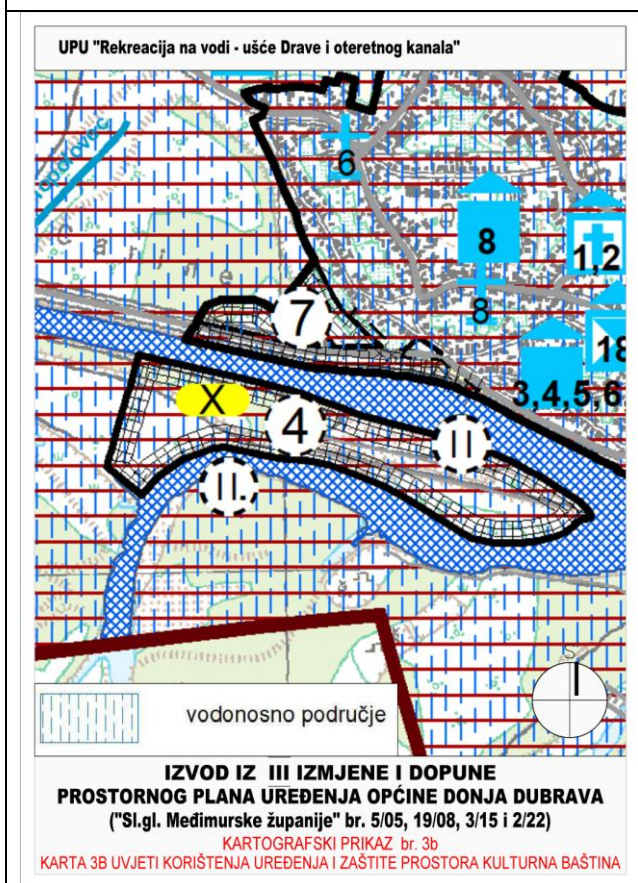 UPU "Rekreacija na vodi - ušće Drave i oteretnog kanala"
6
8
1,2
8
7
18
3,4,5,6
X
4
II
II.
S
vodonosno područje
IZVOD IZ III IZMJENE I DOPUNE
PROSTORNOG PLANA UREĐENJA OPĆINE DONJA DUBRAVA
("Sl.gl. Međimurske županije" br. 5/05, 19/08, 3/15 i 2/22)
KARTOGRAFSKI PRIKAZ br. 3b
KARTA 3B UVJETI KORIŠTENJA UREĐENJA I ZAŠTITE PROSTORA KULTURNA BAŠTINA